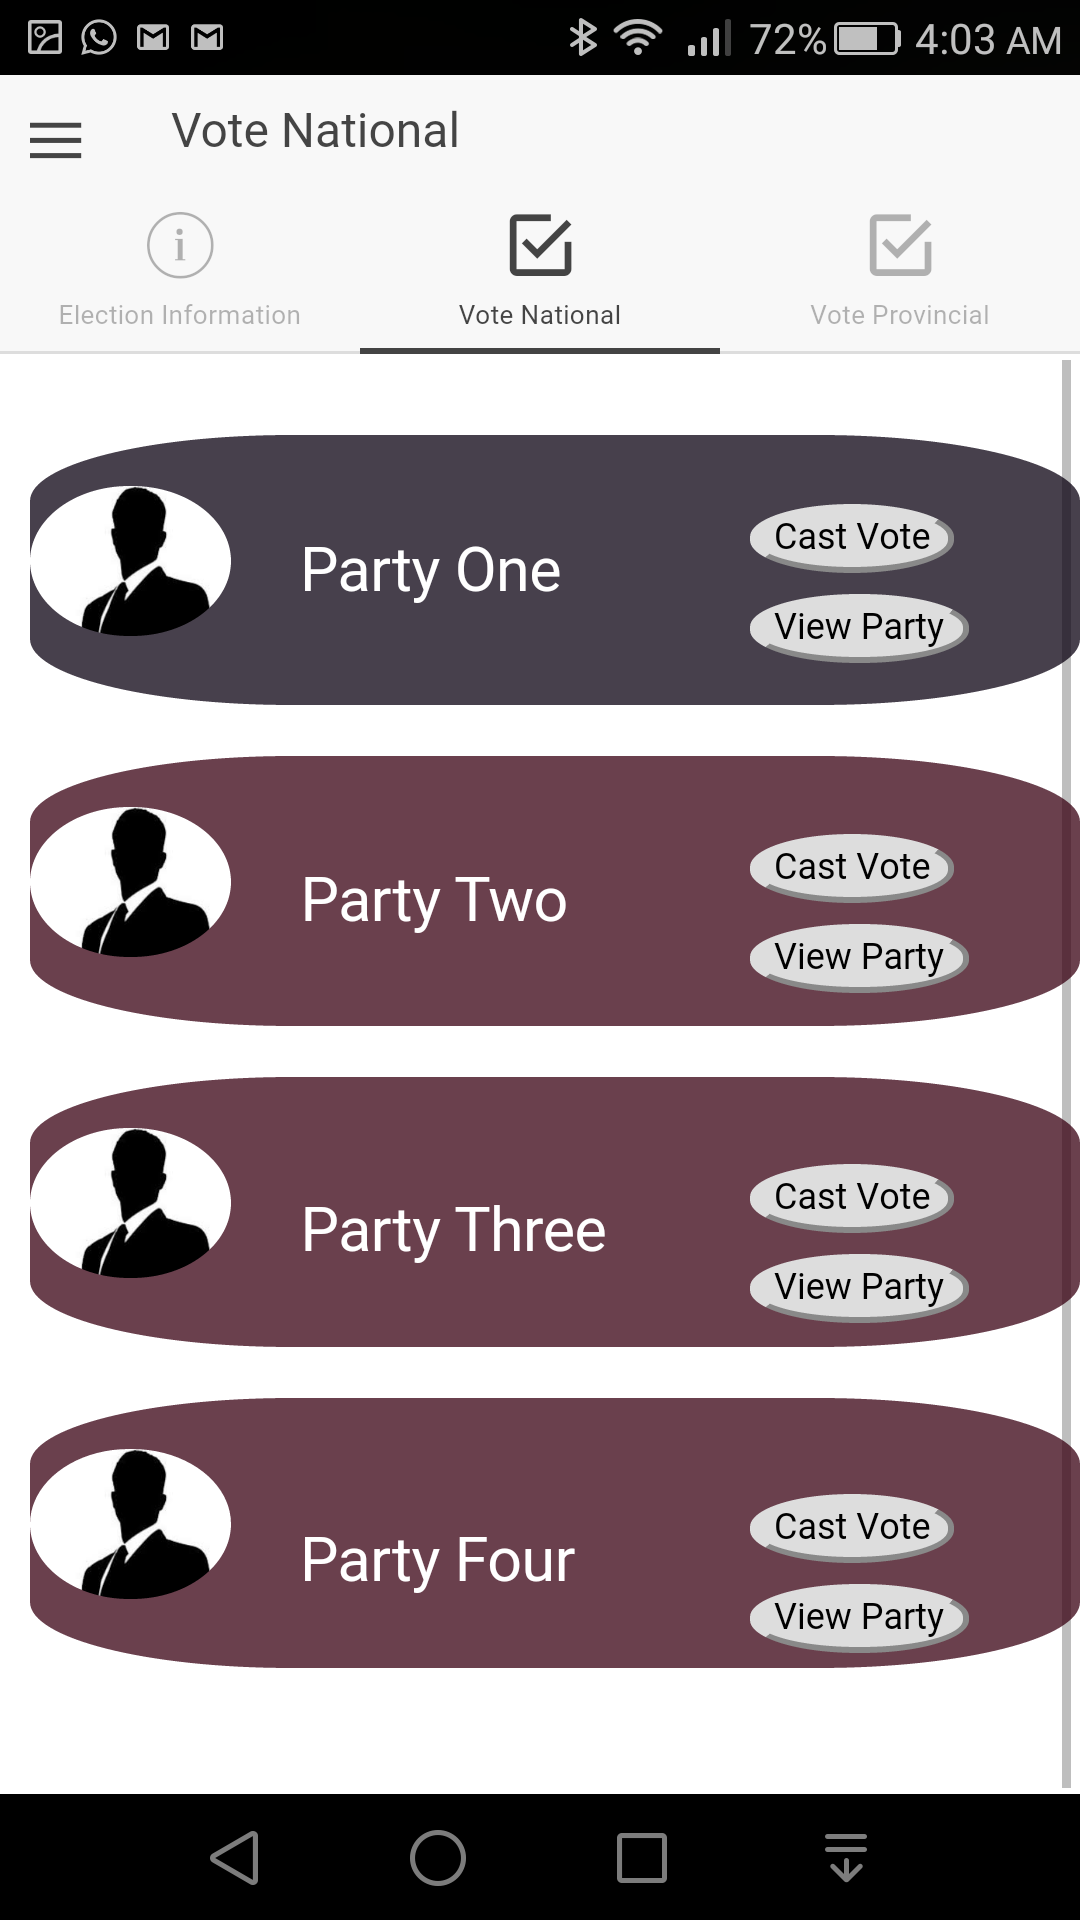 72% 4:03 AM
Vote National
Election Information Vote National Vote Provincial
Party One
Cast Vote
View Party
Party Two
Cast Vote
View Party
Party Three
Cast Vote
View Party
Party Four
Cast Vote
View Party